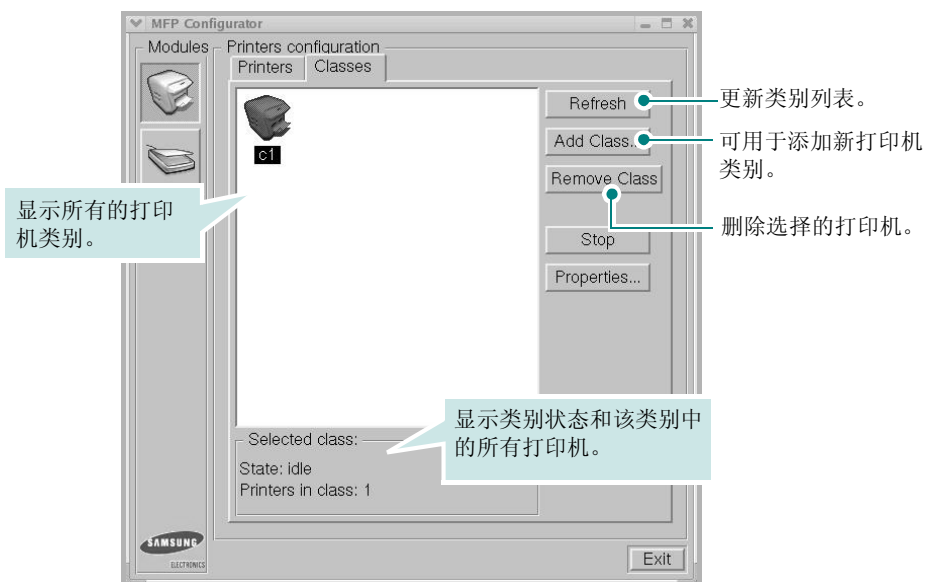 MFP Configurator
Modules
Printers configuration
Printers
Classes
c1
Refresh
Add Class..
Remove Class
Stop
Properties...
更新类别列表。
可用于添加新打印机
类别。
删除选择的打印机。
显示所有的打印
机类别。
显示类别状态和该类别中
的所有打印机。
Selected class:
State: idle
Printers in class: 1
SAMSUNG
ELECTRONICS
Exit